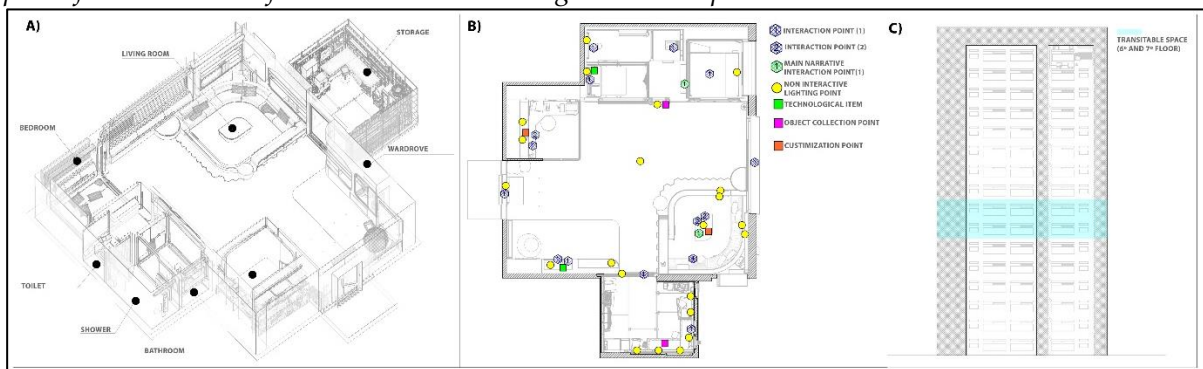 A)
LIVING ROOM
STORAGE
BEDROOM
WARDROVE
TOILET
SHOWER
BATHROOM
B)
INTERACTION POINT (1)
INTERACTION POINT (2)
MAIN NARRATIVE
INTERACTION POINT(1)
NON INTERACTIVE
LIGHTING POINT
TECHNOLOGICAL ITEM
OBJECT COLLECTION POINT
CUSTIMIZATION POINT
C)
TRANSITABLE SPACE
(6º AND 7º FLOOR)